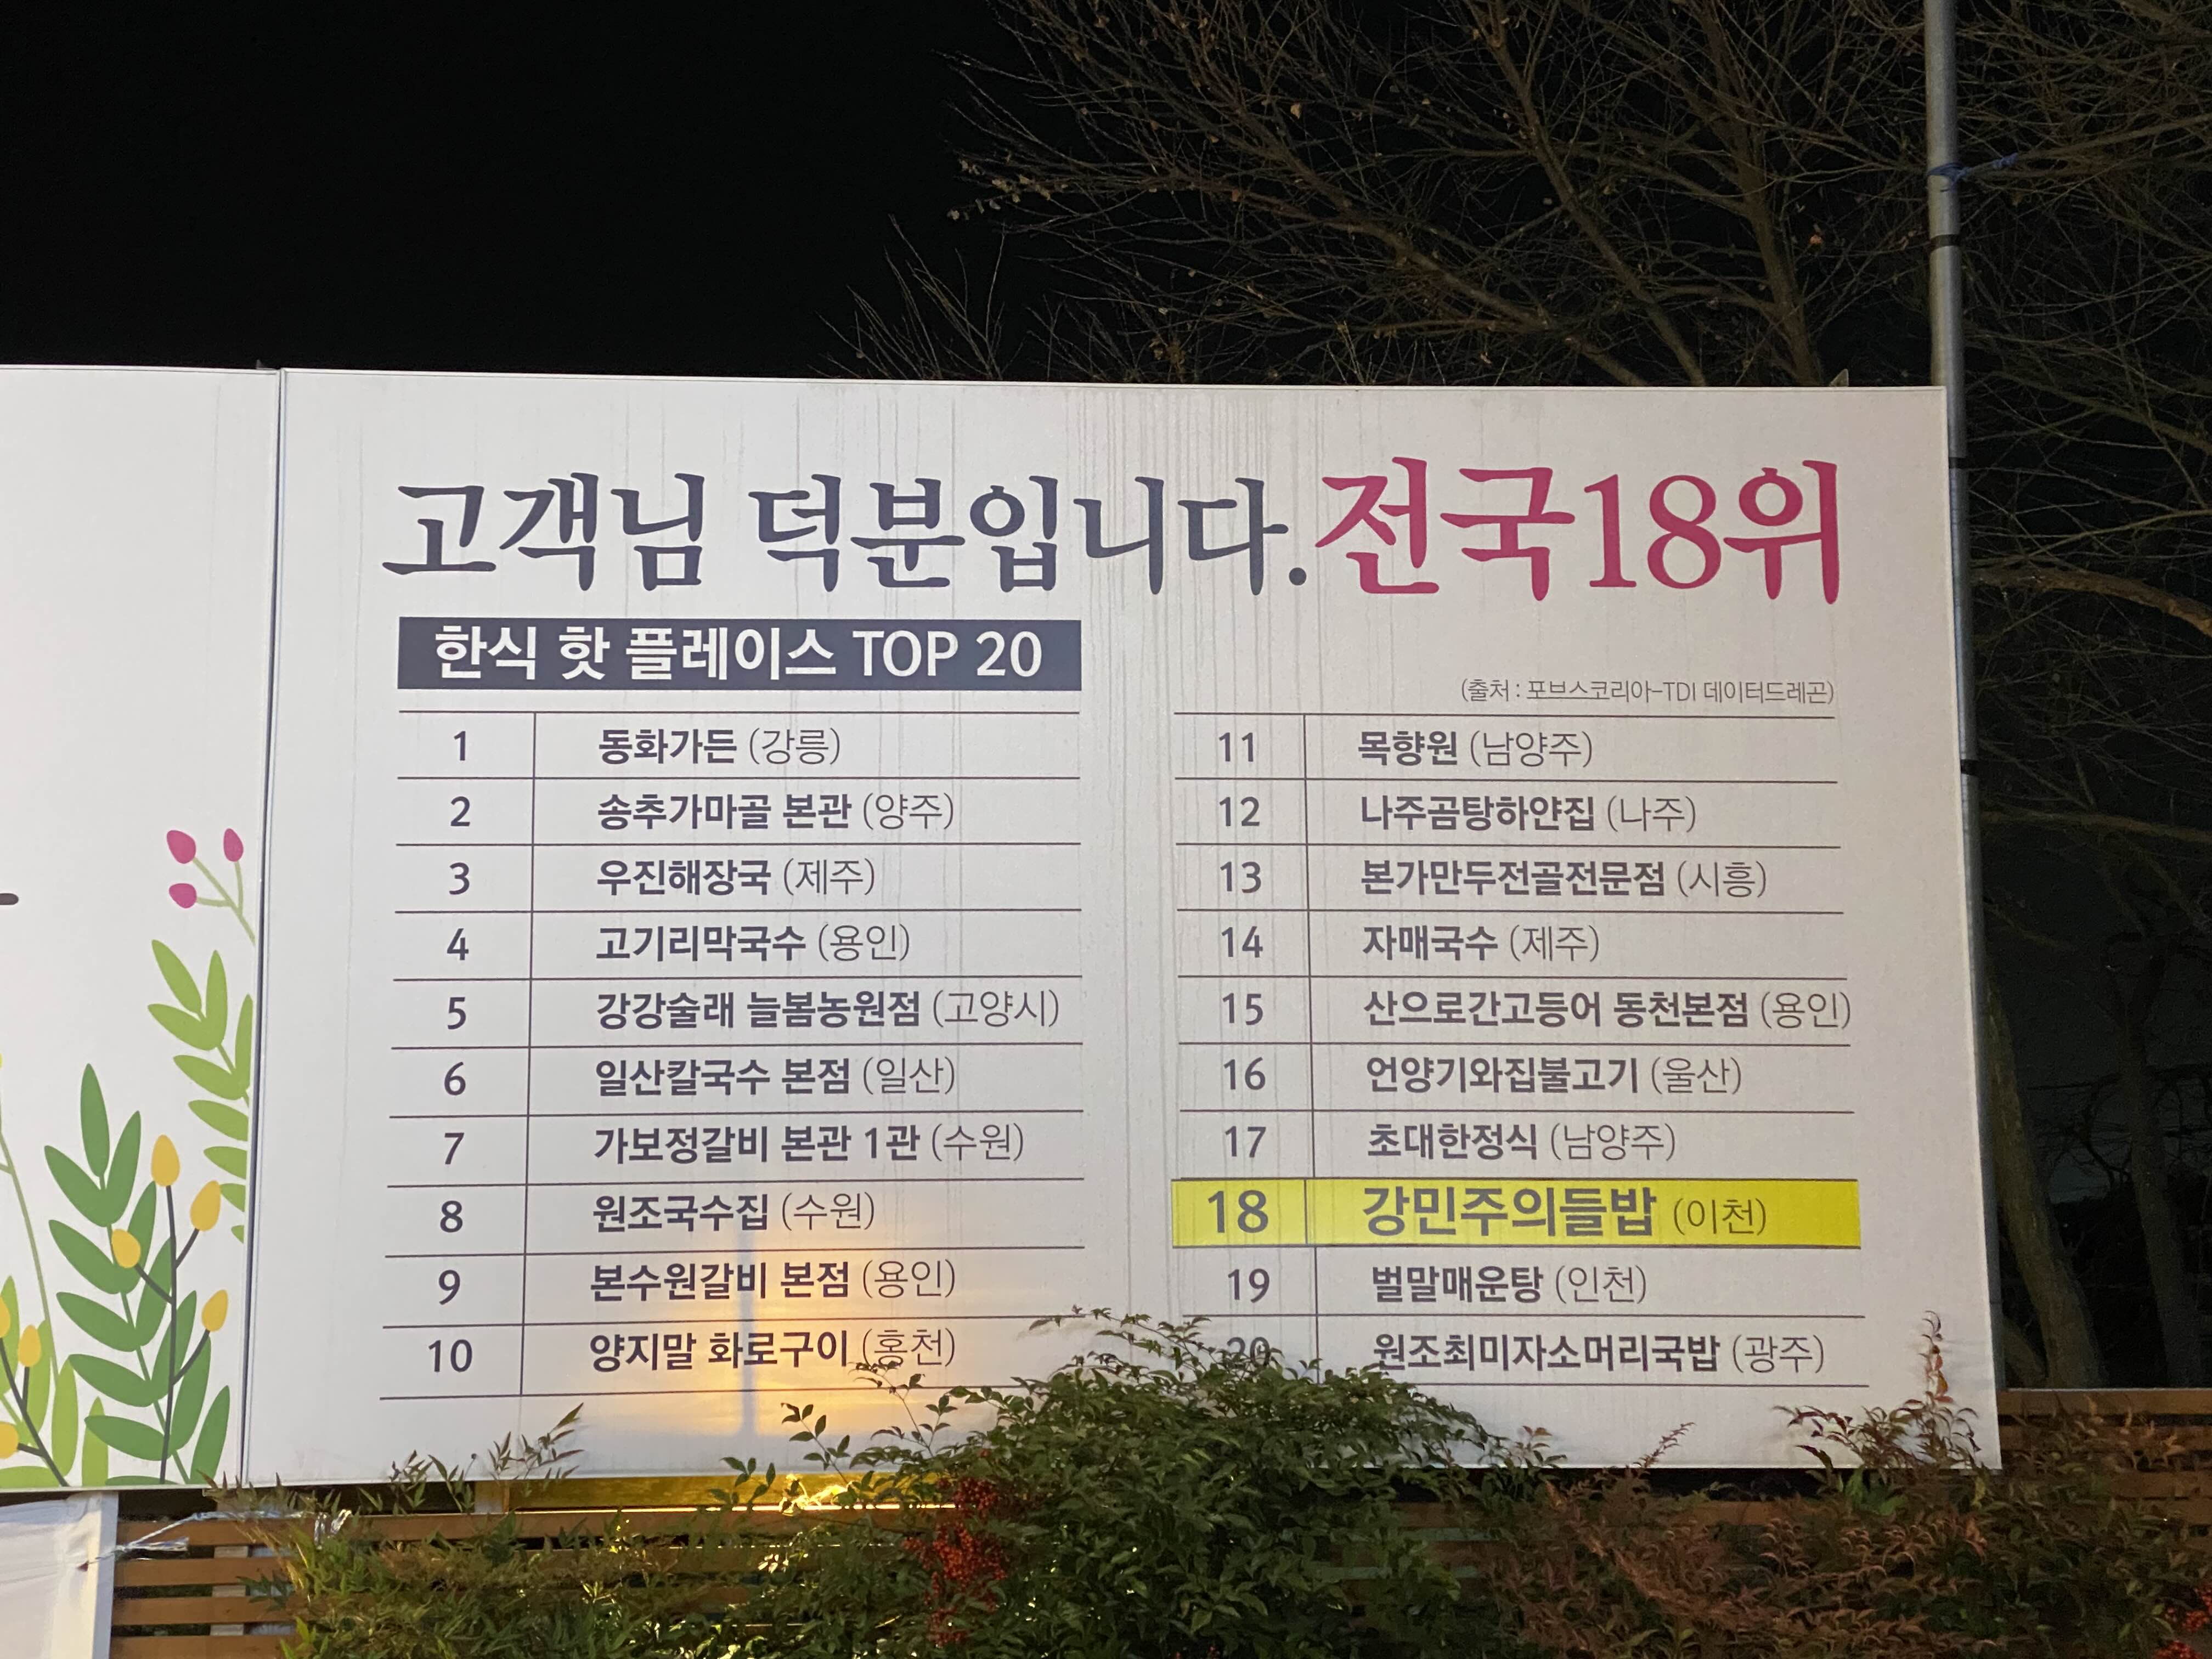 고객님 덕분입니다. 전국18위
한식 핫 플레이스 TOP 20
(출처 : 포브스코리아-TDI 데이터드레곤)
1 동화가든 (강릉)
2 송추가마골 본관 (양주)
3 우진해장국 (제주)
4 고기리막국수 (용인)
5 강강술래 늘봄농원점 (고양시)
6 일산칼국수 본점 (일산)
7 가보정갈비 본관 1관 (수원)
8 원조국수집 (수원)
9 본수원갈비 본점 (용인)
10 양지말 화로구이 (홍천)
11 목향원 (남양주)
12 나주곰탕하얀집 (나주)
13 본가만두전골전문점 (시흥)
14 자매국수 (제주)
15 산으로간고등어 동천본점 (용인)
16 언양기와집불고기 (울산)
17 초대한정식 (남양주)
18 강민주의들밥 (이천)
19 벌말매운탕 (인천)
20 원조최미자소머리국밥 (광주)